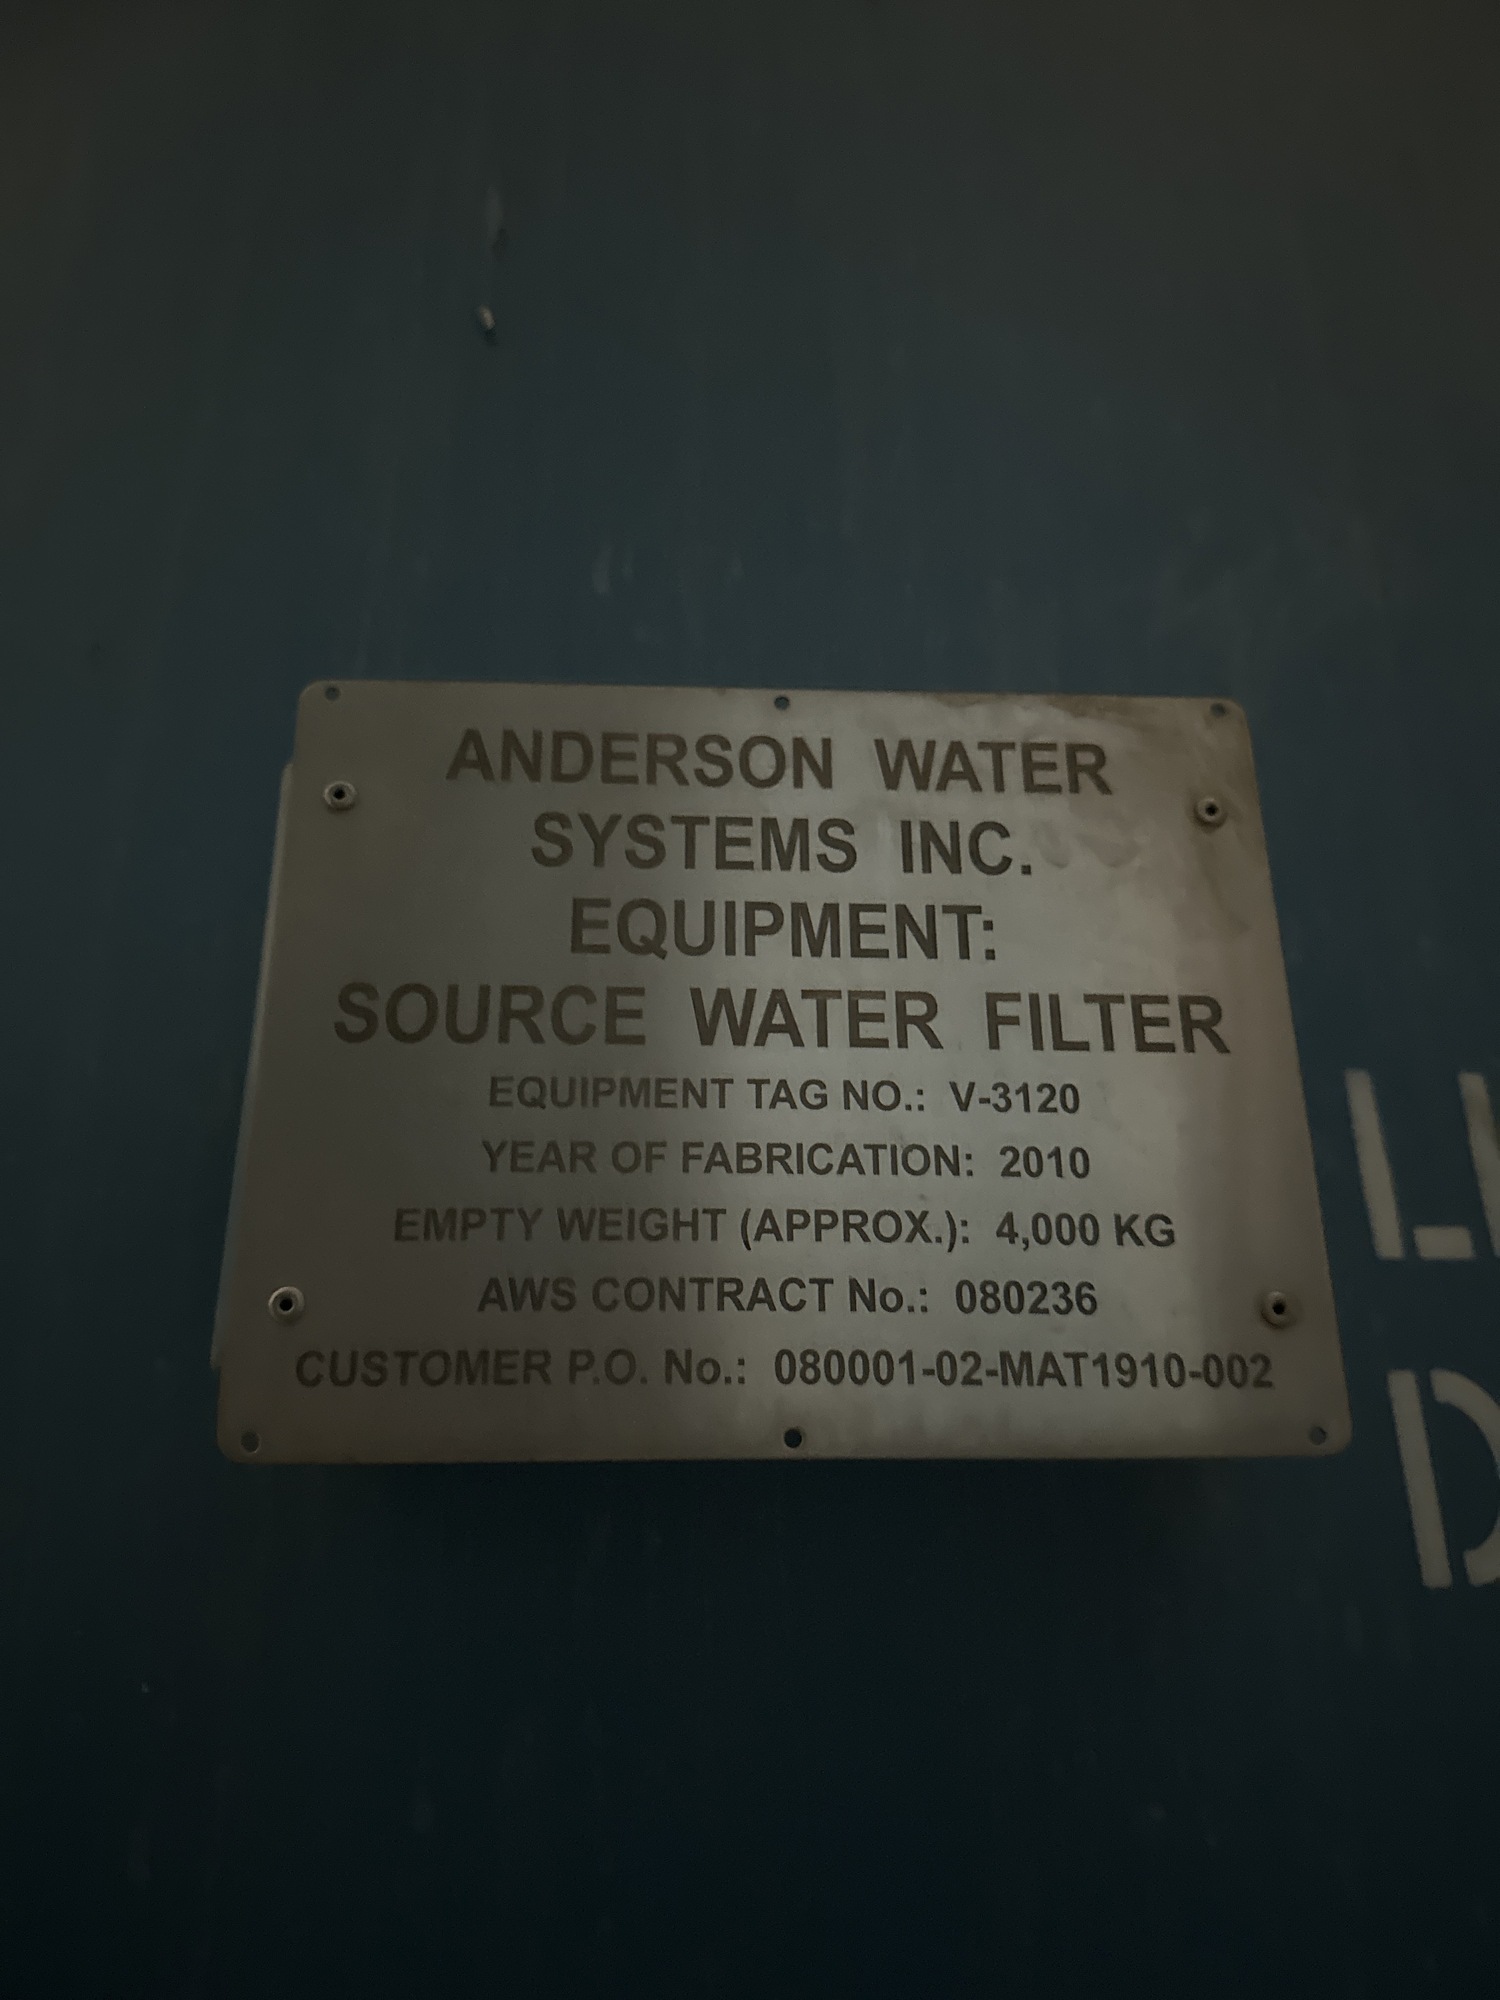 ANDERSON WATER
SYSTEMS INC.
EQUIPMENT:
SOURCE WATER FILTER
EQUIPMENT TAG NO.: V-3120
YEAR OF FABRICATION: 2010
EMPTY WEIGHT (APPROX.): 4,000 KG
AWS CONTRACT No.: 080236
CUSTOMER P.O. No.: 080001-02-MAT1910-002